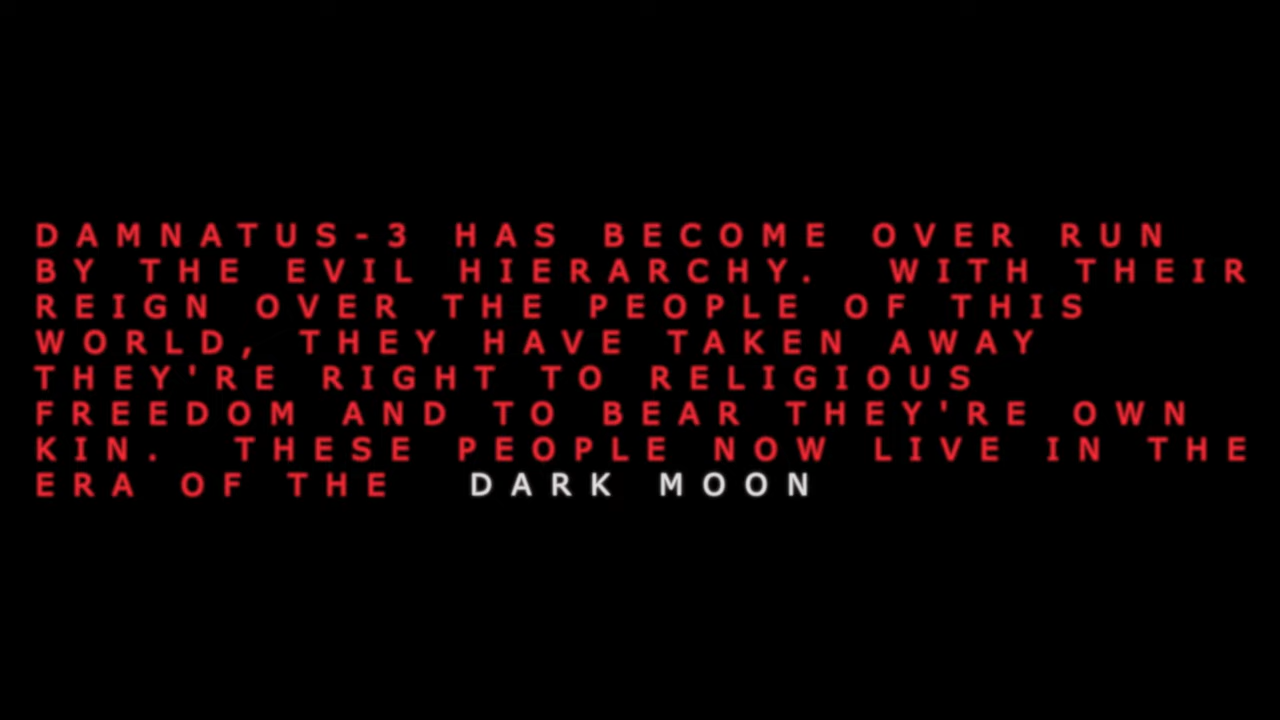 DAMNATUS-3 HAS BECOME OVER RUN
BY THE EVIL HIERARCHY. WITH THEIR
REIGN OVER THE PEOPLE OF THIS
WORLD, THEY HAVE TAKEN AWAY
THEY'RE RIGHT TO RELIGIOUS
FREEDOM AND TO BEAR THEY'RE OWN
KIN. THESE PEOPLE NOW LIVE IN THE
ERA OF THE DARK MOON